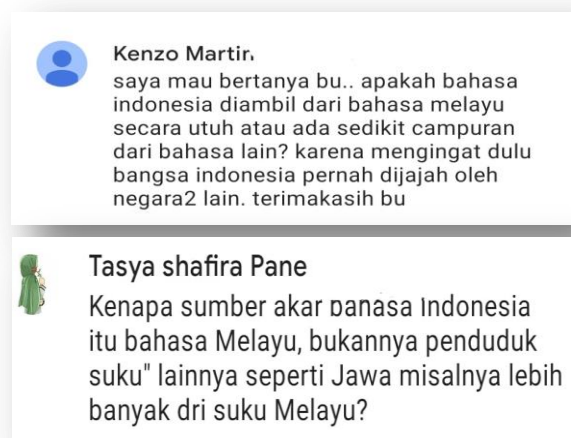 Kenzo Martin
saya mau bertanya bu.. apakah bahasa
indonesia diambil dari bahasa melayu
secara utuh atau ada sedikit campuran
dari bahasa lain? karena mengingat dulu
bangsa indonesia pernah dijajah oleh
negara2 lain. terimakasih bu
Tasya shafira Pane
Kenapa sumber akar bahasa Indonesia
itu bahasa Melayu, bukannya penduduk
suku" lainnya seperti Jawa misalnya lebih
banyak dri suku Melayu?